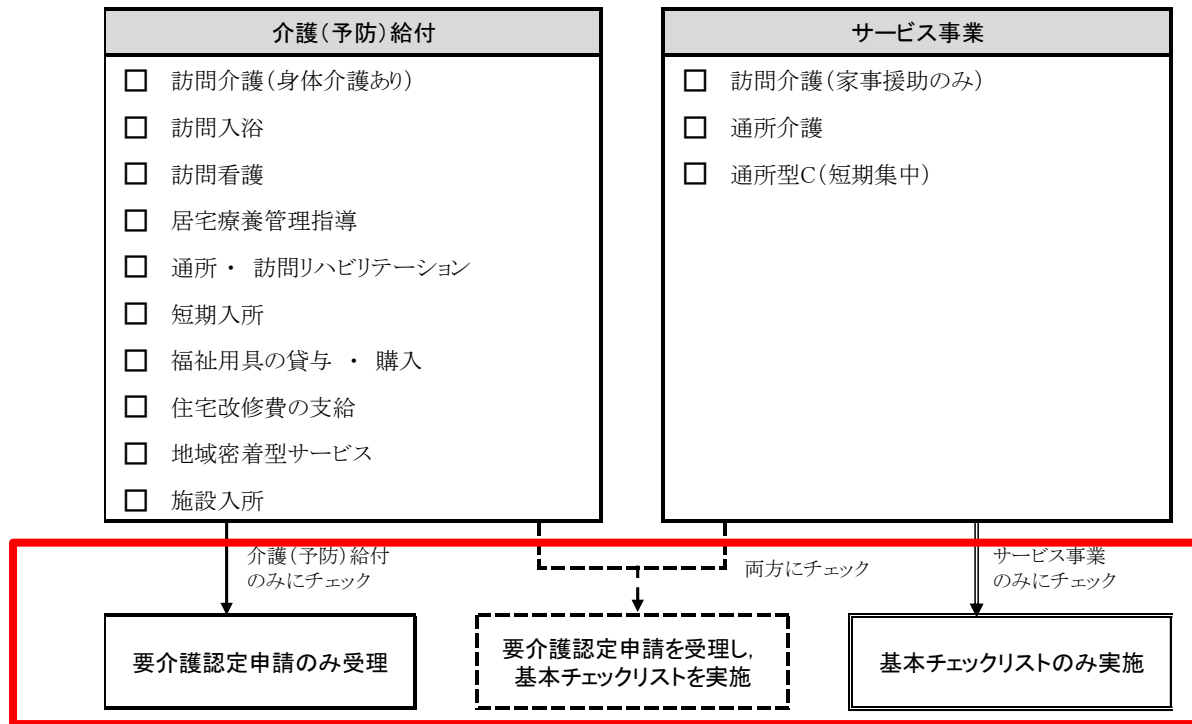 介護(予防)給付
□ 訪問介護(身体介護あり)
□ 訪問入浴
□ 訪問看護
□ 居宅療養管理指導
□ 通所 ・ 訪問リハビリテーション
□ 短期入所
□ 福祉用具の貸与 ・ 購入
□ 住宅改修費の支給
□ 地域密着型サービス
□ 施設入所
サービス事業
□ 訪問介護(家事援助のみ)
□ 通所介護
□ 通所型C(短期集中)
介護(予防)給付
のみにチェック
両方にチェック
サービス事業
のみにチェック
要介護認定申請のみ受理
要介護認定申請を受理し,
基本チェックリストを実施
基本チェックリストのみ実施